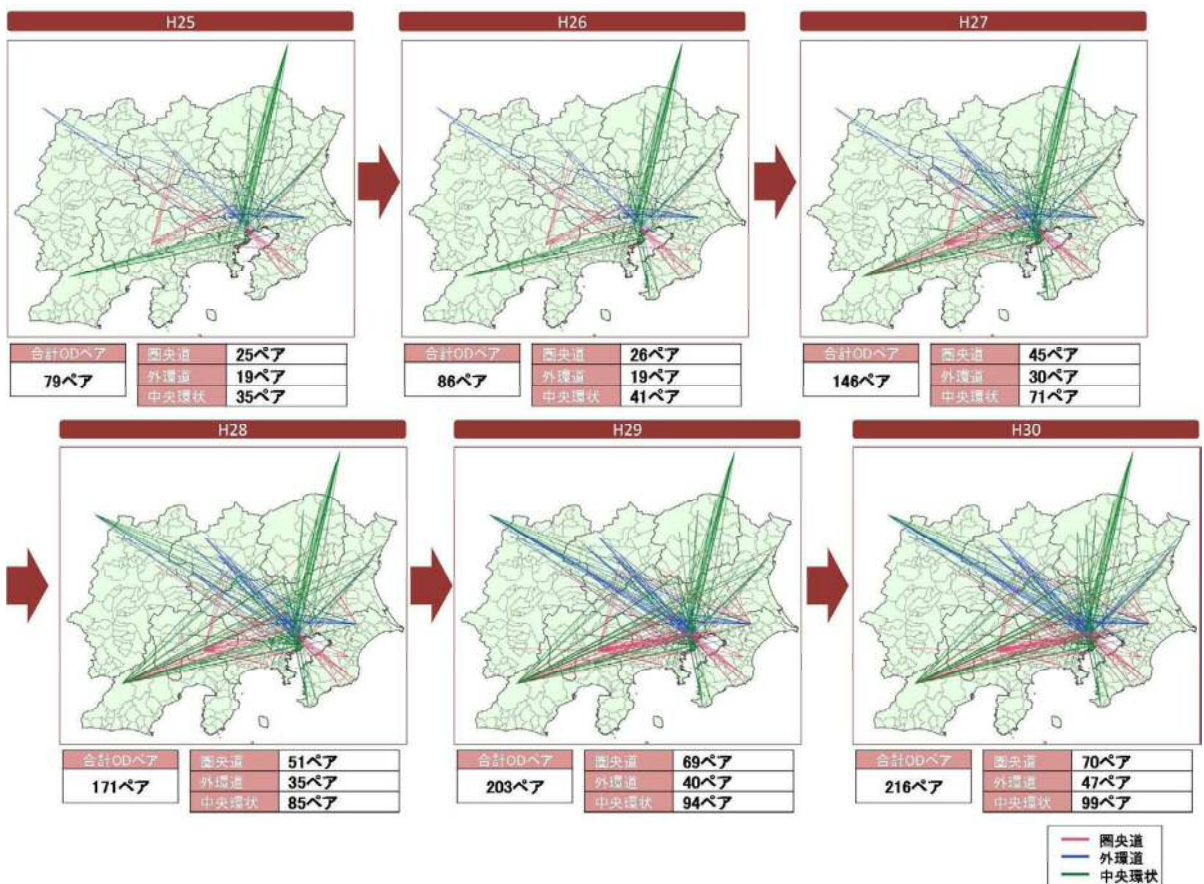 H25
H26
H27
合計ODペア
79ペア
圏央道 25ペア
外環道 19ペア
中央環状 35ペア
合計ODペア
86ペア
圏央道 26ペア
外環道 19ペア
中央環状 41ペア
合計ODペア
146ペア
圏央道 45ペア
外環道 30ペア
中央環状 71ペア
H28
H29
H30
合計ODペア
171ペア
圏央道 51ペア
外環道 35ペア
中央環状 85ペア
合計ODペア
203ペア
圏央道 69ペア
外環道 40ペア
中央環状 94ペア
合計ODペア
216ペア
圏央道 70ペア
外環道 47ペア
中央環状 99ペア
圏央道
外環道
中央環状